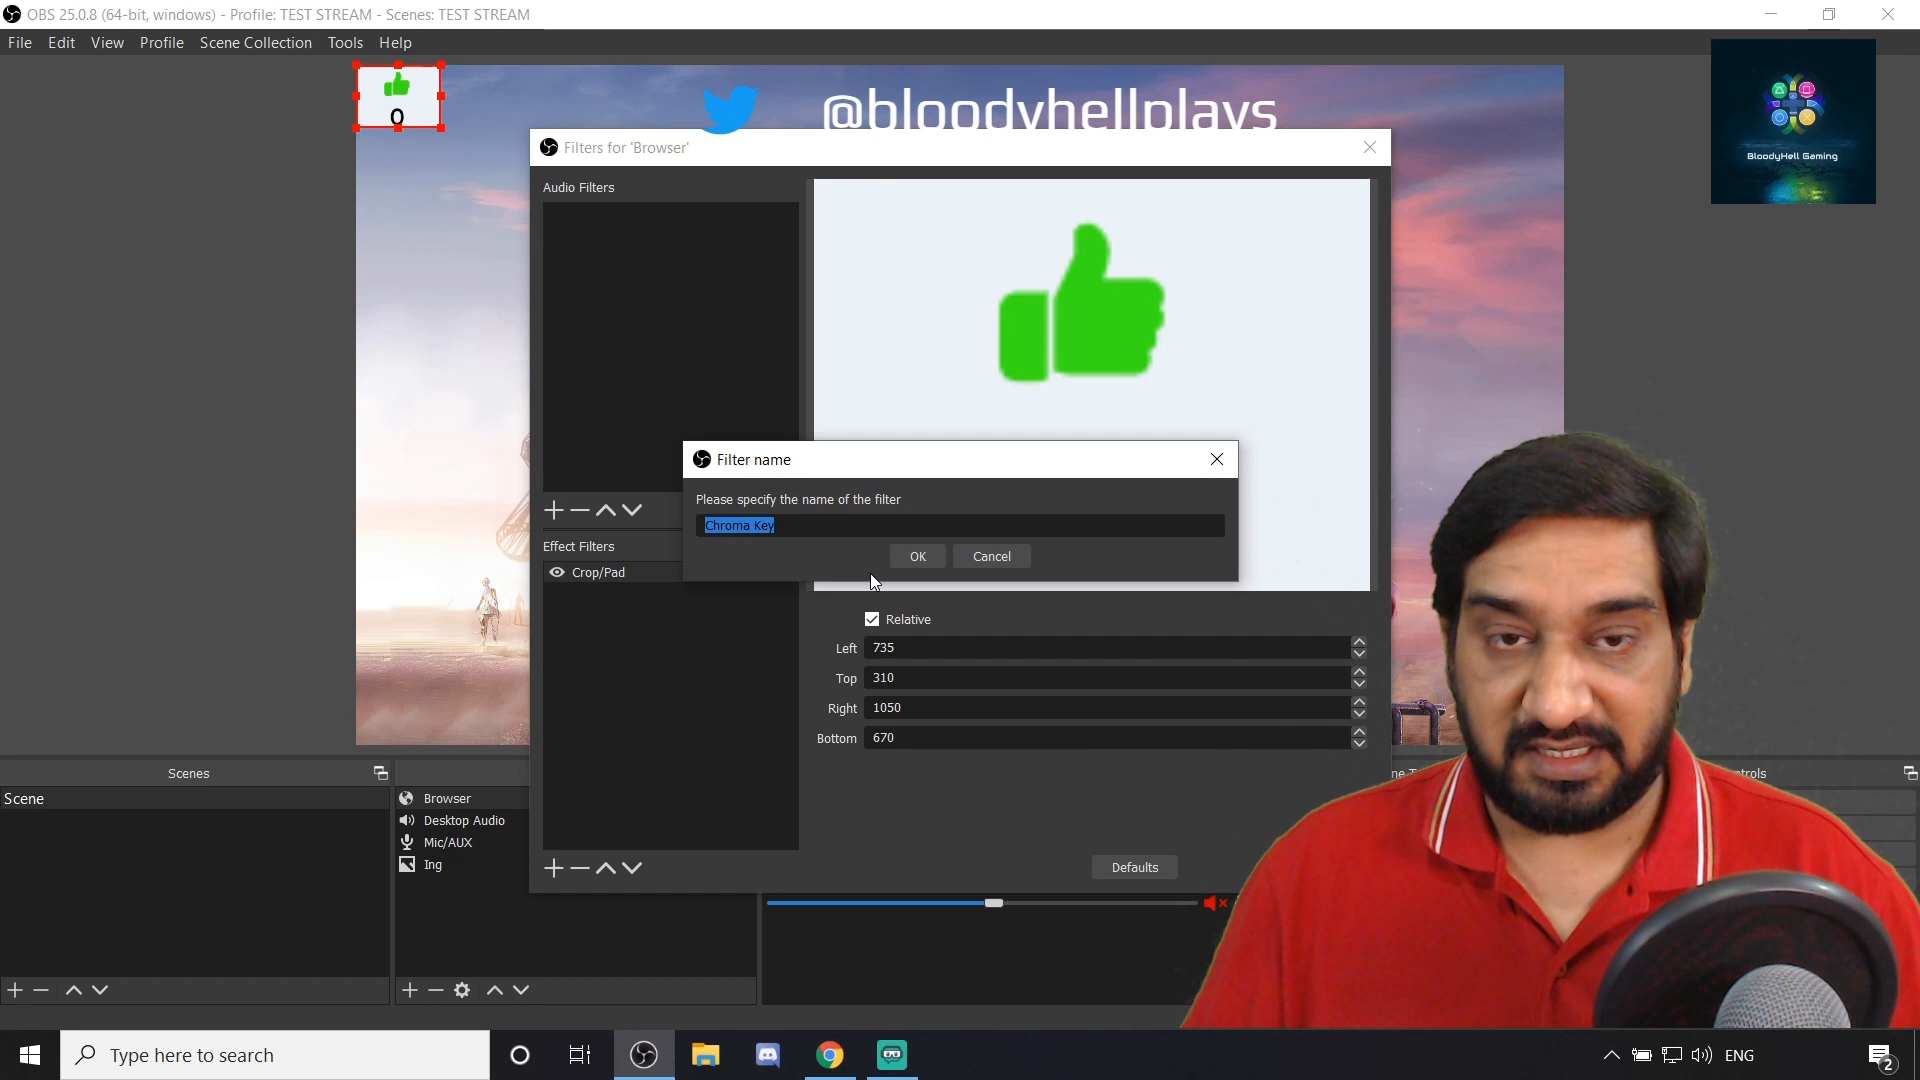 OBS 25.0.8 (64-bit, windows) - Profile: TEST STREAM - Scenes: TEST STREAM
File Edit View Profile Scene Collection Tools Help
0
@bloodyhellplays
BloodyHell Gaming
Filters for 'Browser'
Audio Filters
Filter name
Please specify the name of the filter
Chroma Key
OK Cancel
Effect Filters
Crop/Pad
Relative
Left 735
Top 310
Right 1050
Bottom 670
Defaults
Scenes
Scene
Browser
Desktop Audio
Mic/AUX
Ing
Type here to search
ENG
2